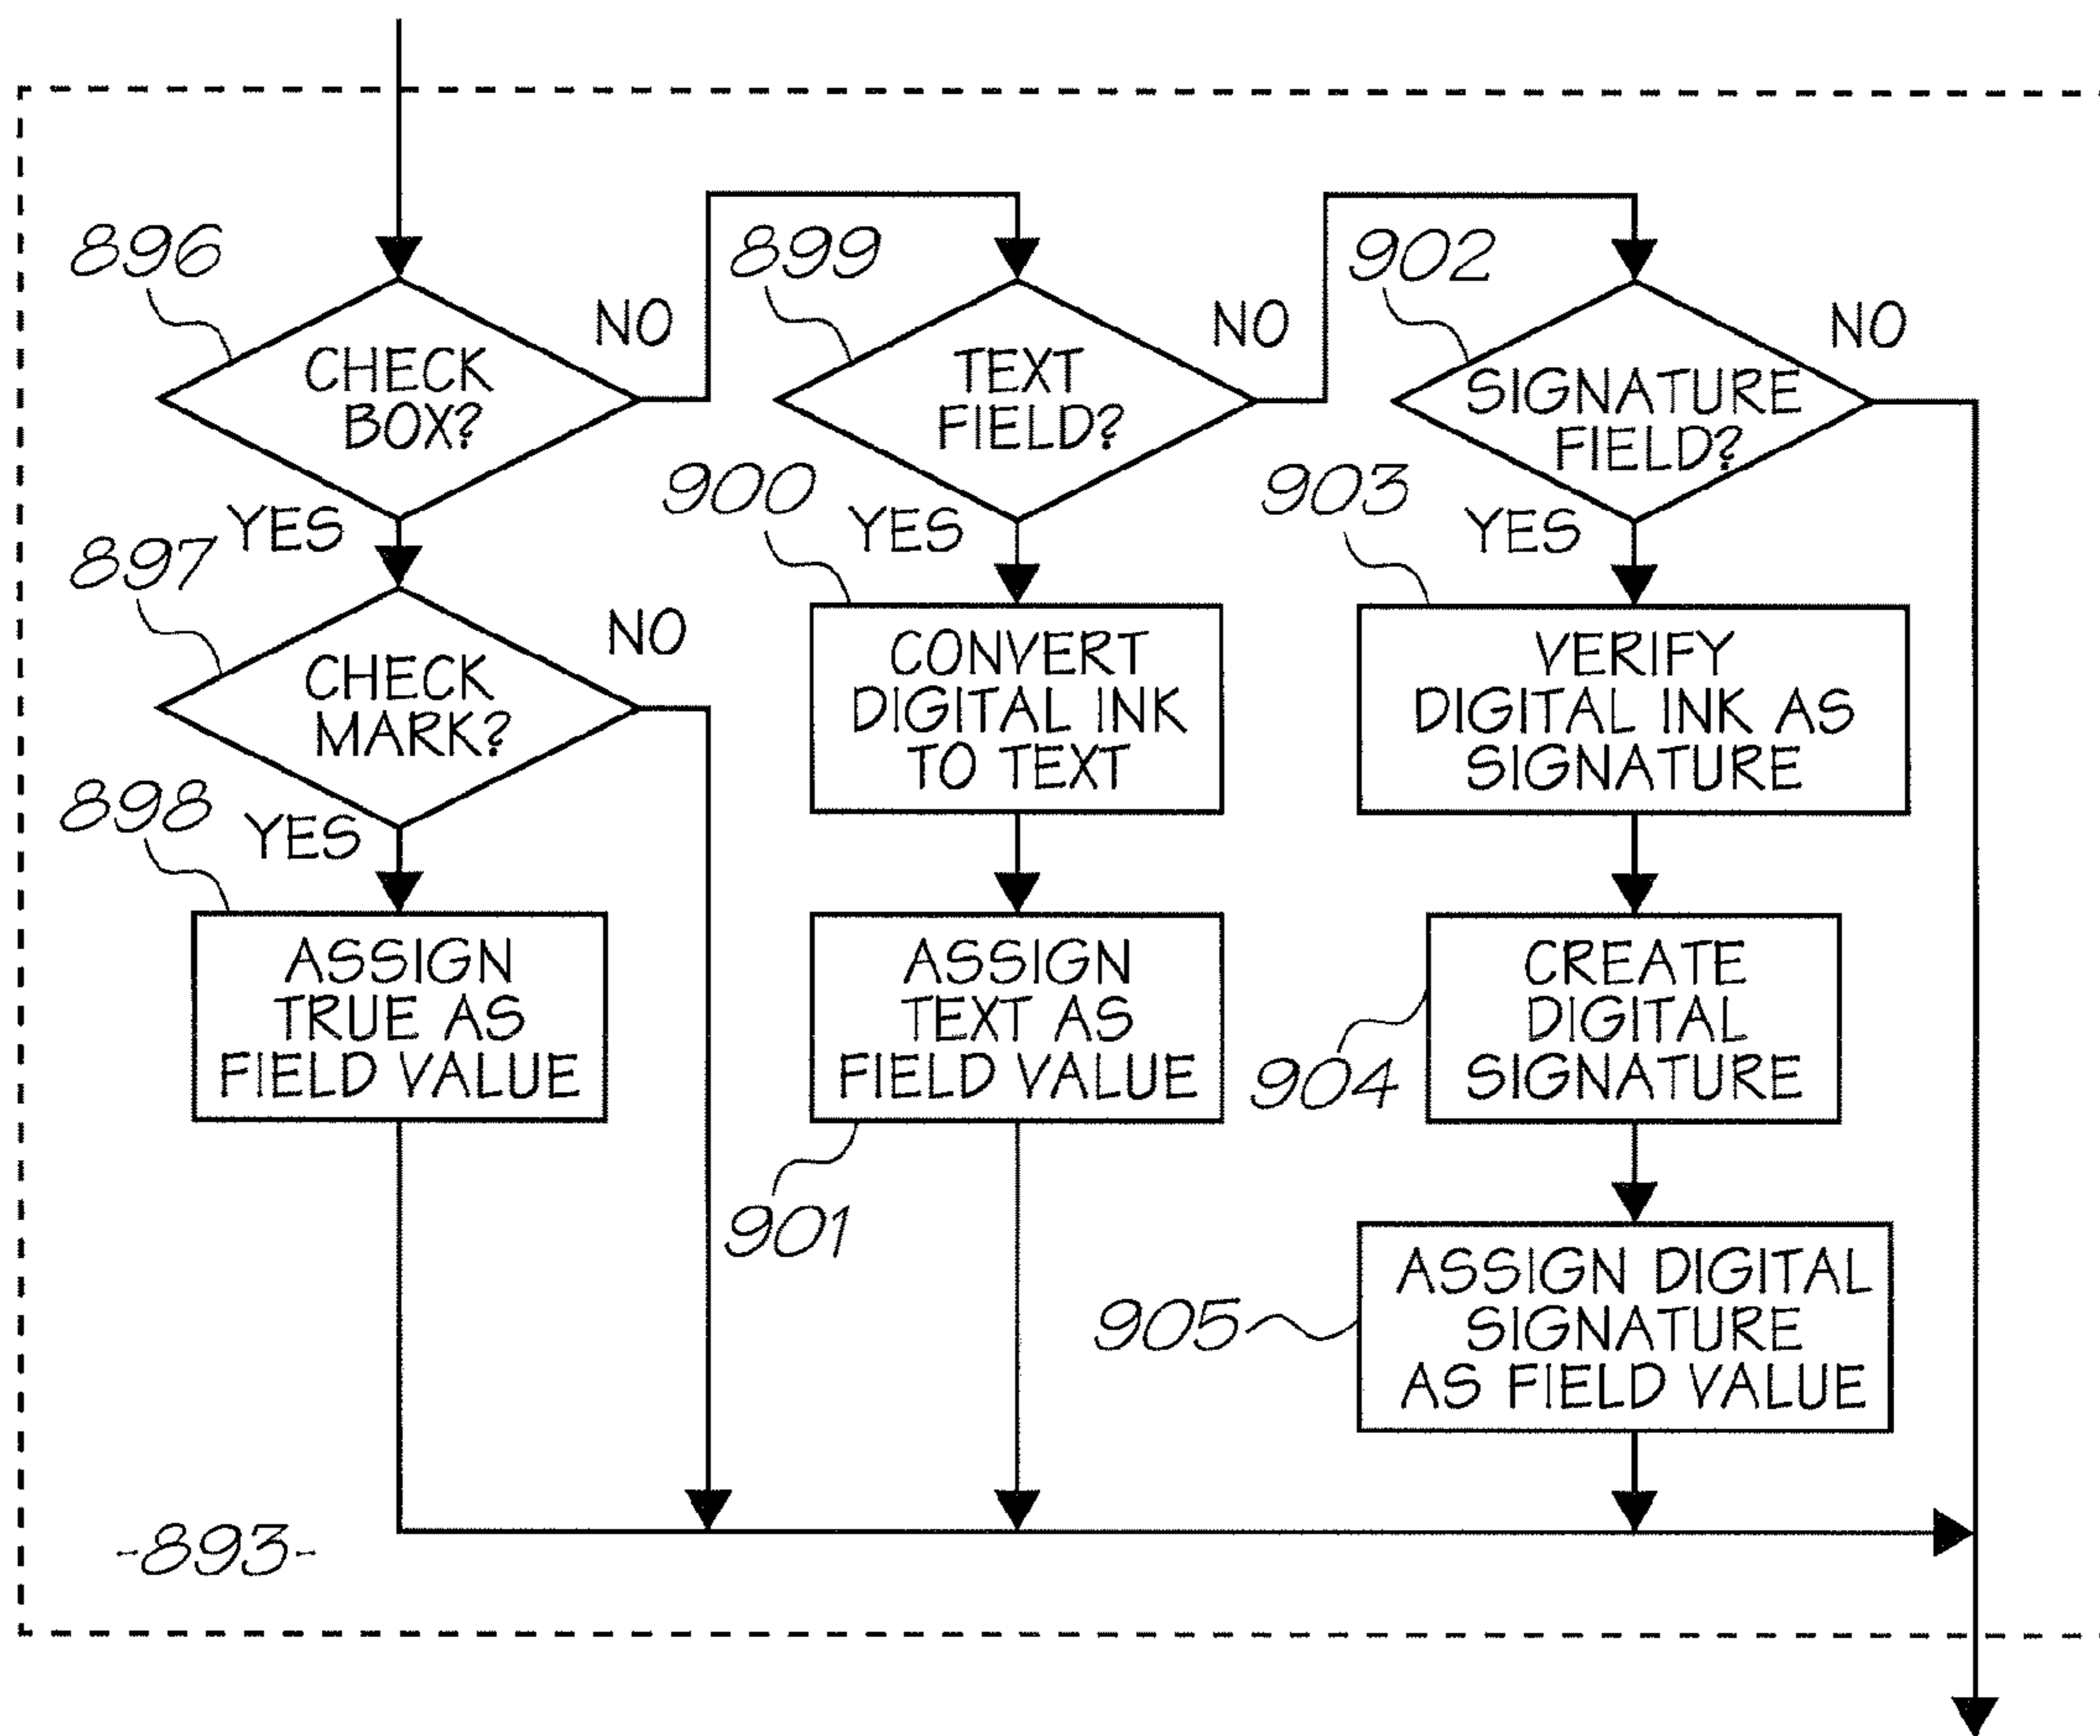 896
CHECK
BOX?
NO
YES
897
CHECK
MARK?
NO
YES
898
ASSIGN
TRUE AS
FIELD VALUE
899
TEXT
FIELD?
NO
YES
900
CONVERT
DIGITAL INK
TO TEXT
ASSIGN
TEXT AS
FIELD VALUE
901
902
SIGNATURE
FIELD?
NO
YES
903
VERIFY
DIGITAL INK AS
SIGNATURE
CREATE
DIGITAL
SIGNATURE
904
ASSIGN DIGITAL
SIGNATURE
AS FIELD VALUE
905
-893-